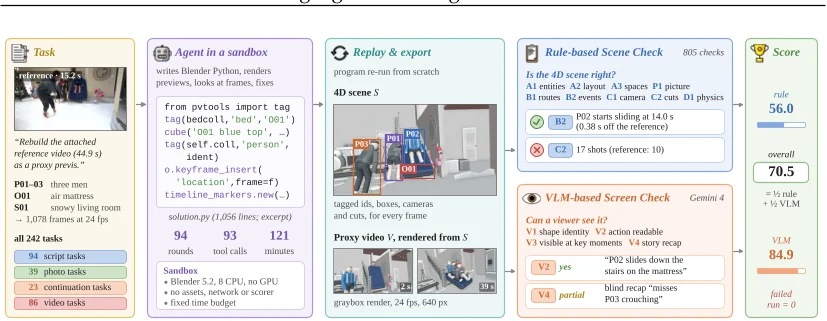 Task
reference · 15.2 s
"Rebuild the attached
reference video (44.9 s)
as a proxy previs."
P01–03 three men
O01 air mattress
S01 snowy living room
→ 1,078 frames at 24 fps
all 242 tasks
94 script tasks
39 photo tasks
23 continuation tasks
86 video tasks
Agent in a sandbox
writes Blender Python, renders
previews, looks at frames, fixes
from pvtools import tag
tag(bedcoll,'bed','O01')
cube('O01 blue top', …)
tag(self.coll,'person',
ident)
o.keyframe_insert(
'location',frame=f)
timeline_markers.new(…)
solution.py (1,056 lines; excerpt)
94 93 121
rounds tool calls minutes
Sandbox
• Blender 5.2, 8 CPU, no GPU
• no assets, network or scorer
• fixed time budget
Replay & export
program re-run from scratch
4D scene S
P03
P01
P02
O01
tagged ids, boxes, cameras
and cuts, for every frame
Proxy video V, rendered from S
2 s
39 s
graybox render, 24 fps, 640 px
Rule-based Scene Check 805 checks
Is the 4D scene right?
A1 entities A2 layout A3 spaces P1 picture
B1 routes B2 events C1 camera C2 cuts D1 physics
B2 P02 starts sliding at 14.0 s
(0.38 s off the reference)
C2 17 shots (reference: 10)
VLM-based Screen Check Gemini 4
Can a viewer see it?
V1 shape identity V2 action readable
V3 visible at key moments V4 story recap
V2 yes "P02 slides down the
stairs on the mattress"
V4 partial blind recap "misses
P03 crouching"
Score
rule
56.0
overall
70.5
= ½ rule
+ ½ VLM
VLM
84.9
failed
run = 0